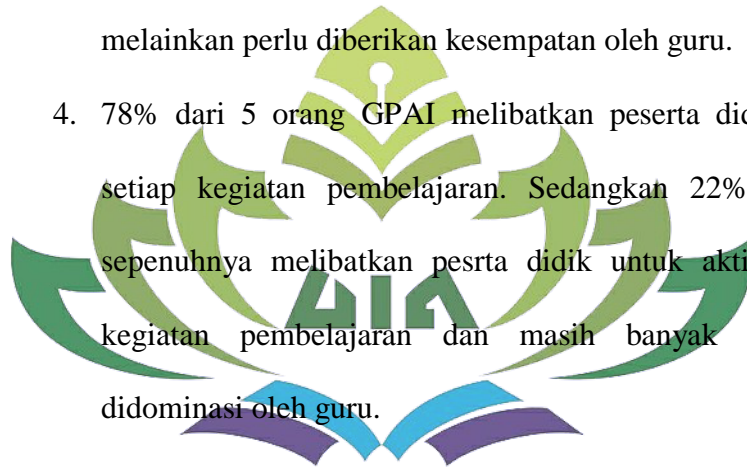 melainkan perlu diberikan kesempatan oleh guru.
4. 78% dari 5 orang GPAI melibatkan peserta
setiap kegiatan pembelajaran. Sedangkan 22%
sepenuhnya melibatkan pesrta didik untuk
kegiatan pembelajaran dan masih banyak
didominasi oleh guru.
UIN